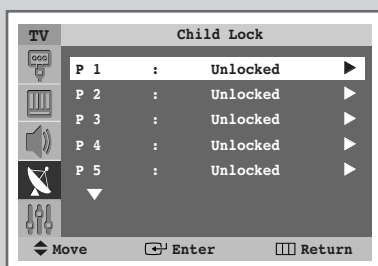 TV Child Lock
P 1 : Unlocked
P 2 : Unlocked
P 3 : Unlocked
P 4 : Unlocked
P 5 : Unlocked
Move Enter Return